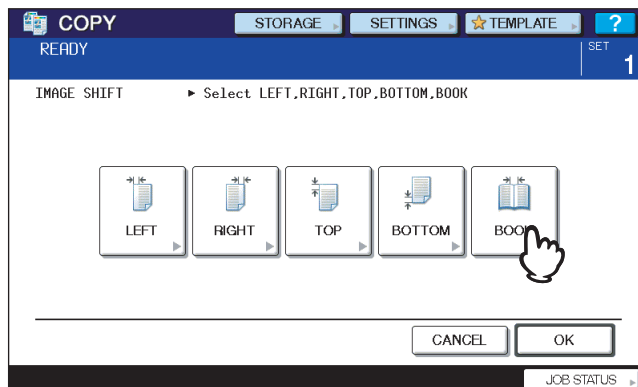 COPY STORAGE SETTINGS TEMPLATE ?
READY SET
1
IMAGE SHIFT ► Select LEFT,RIGHT,TOP,BOTTOM,BOOK
LEFT RIGHT TOP BOTTOM BOO
CANCEL OK
JOB STATUS